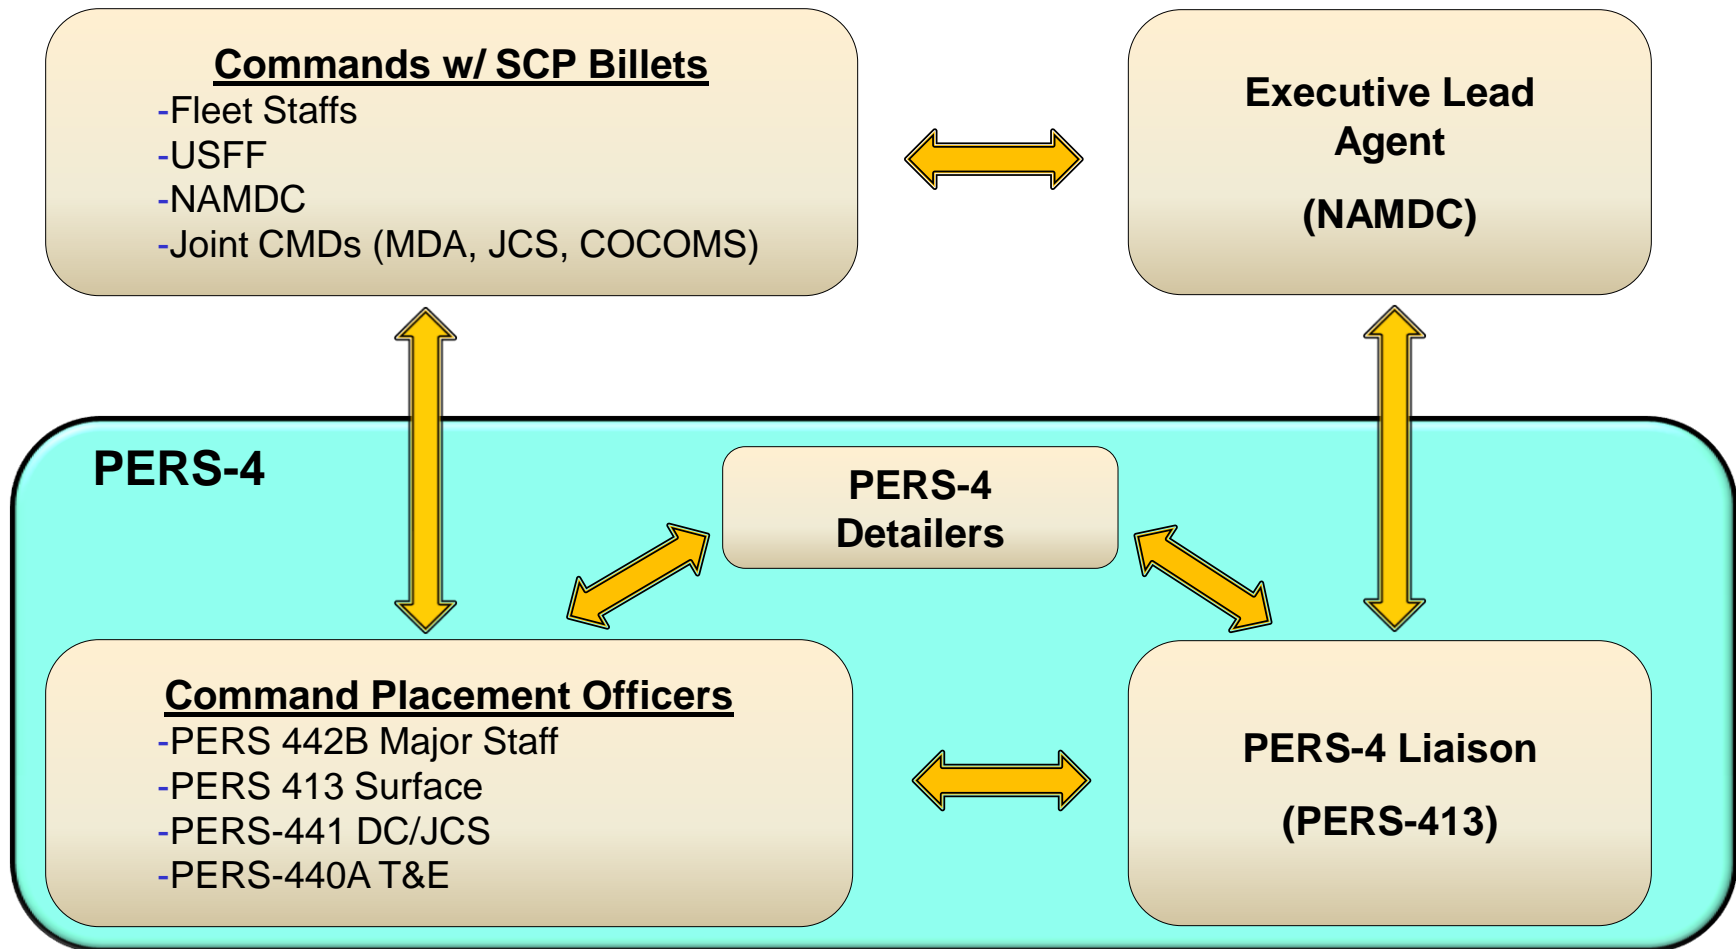 Commands w/ SCP Billets
-Fleet Staffs
-USFF
-NAMDC
-Joint CMDs (MDA, JCS, COCOMS)
Executive Lead
Agent
(NAMDC)
PERS-4
PERS-4
Detailers
Command Placement Officers
-PERS 442B Major Staff
-PERS 413 Surface
-PERS-441 DC/JCS
-PERS-440A T&E
PERS-4 Liaison
(PERS-413)